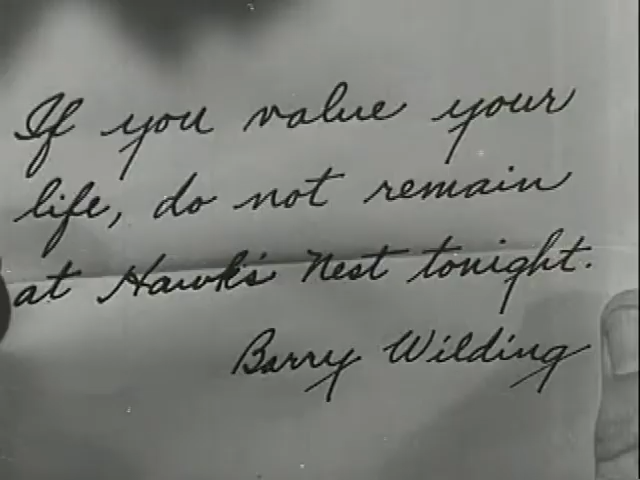 If you value your
life, do not remain
at Hawk's Nest tonight.
Barry Wilding